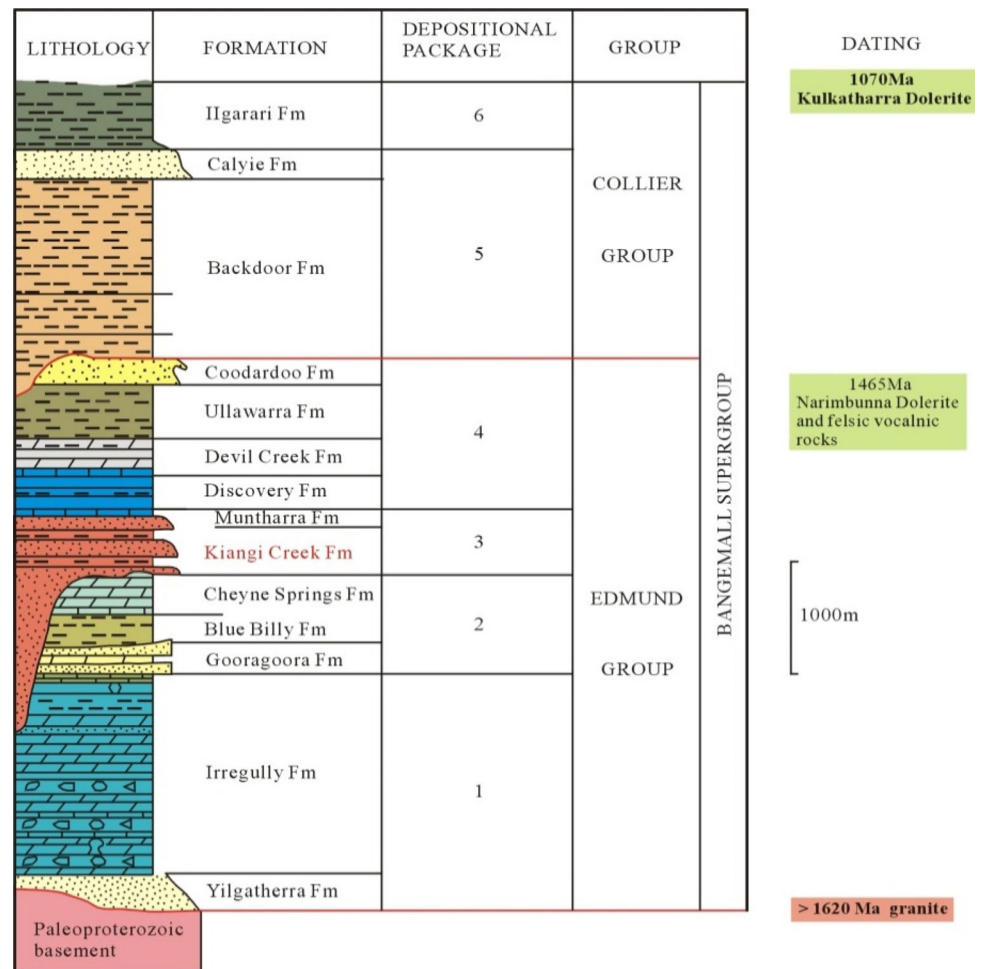 LITHOLOGY
FORMATION
DEPOSITIONAL
PACKAGE
GROUP
DATING
IIgarari Fm
6
1070Ma
Kulkatharra Dolerite
Calyie Fm
COLLIER
GROUP
Backdoor Fm
5
Coodardoo Fm
Ullawarra Fm
4
1465Ma
Narimbunna Dolerite
and felsic vocalnic
rocks
Devil Creek Fm
Discovery Fm
BANGEMALL SUPERGROUP
Muntharra Fm
Kiangi Creek Fm
3
Cheyne Springs Fm
EDMUND
GROUP
1000m
Blue Billy Fm
2
Gooragoora Fm
Irregully Fm
1
Yilgatherra Fm
> 1620 Ma granite
Paleoproterozoic
basement